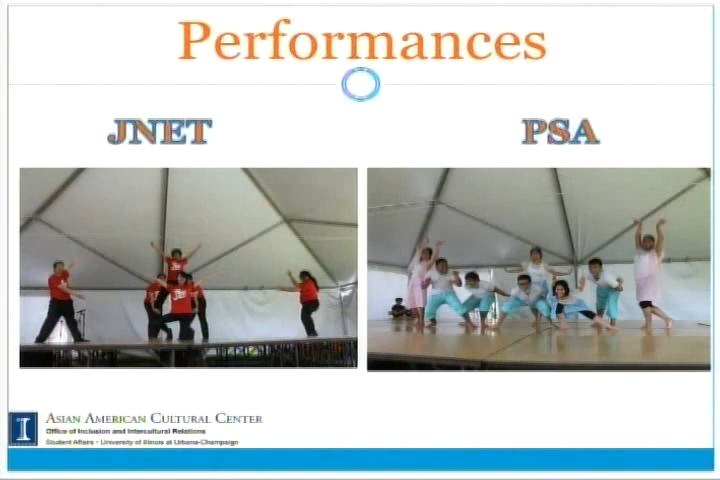 Performances
JNET
PSA
I
ASIAN AMERICAN CULTURAL CENTER
Office of Inclusion and Intercultural Relations
Student Affairs • University of Illinois at Urbana-Champaign